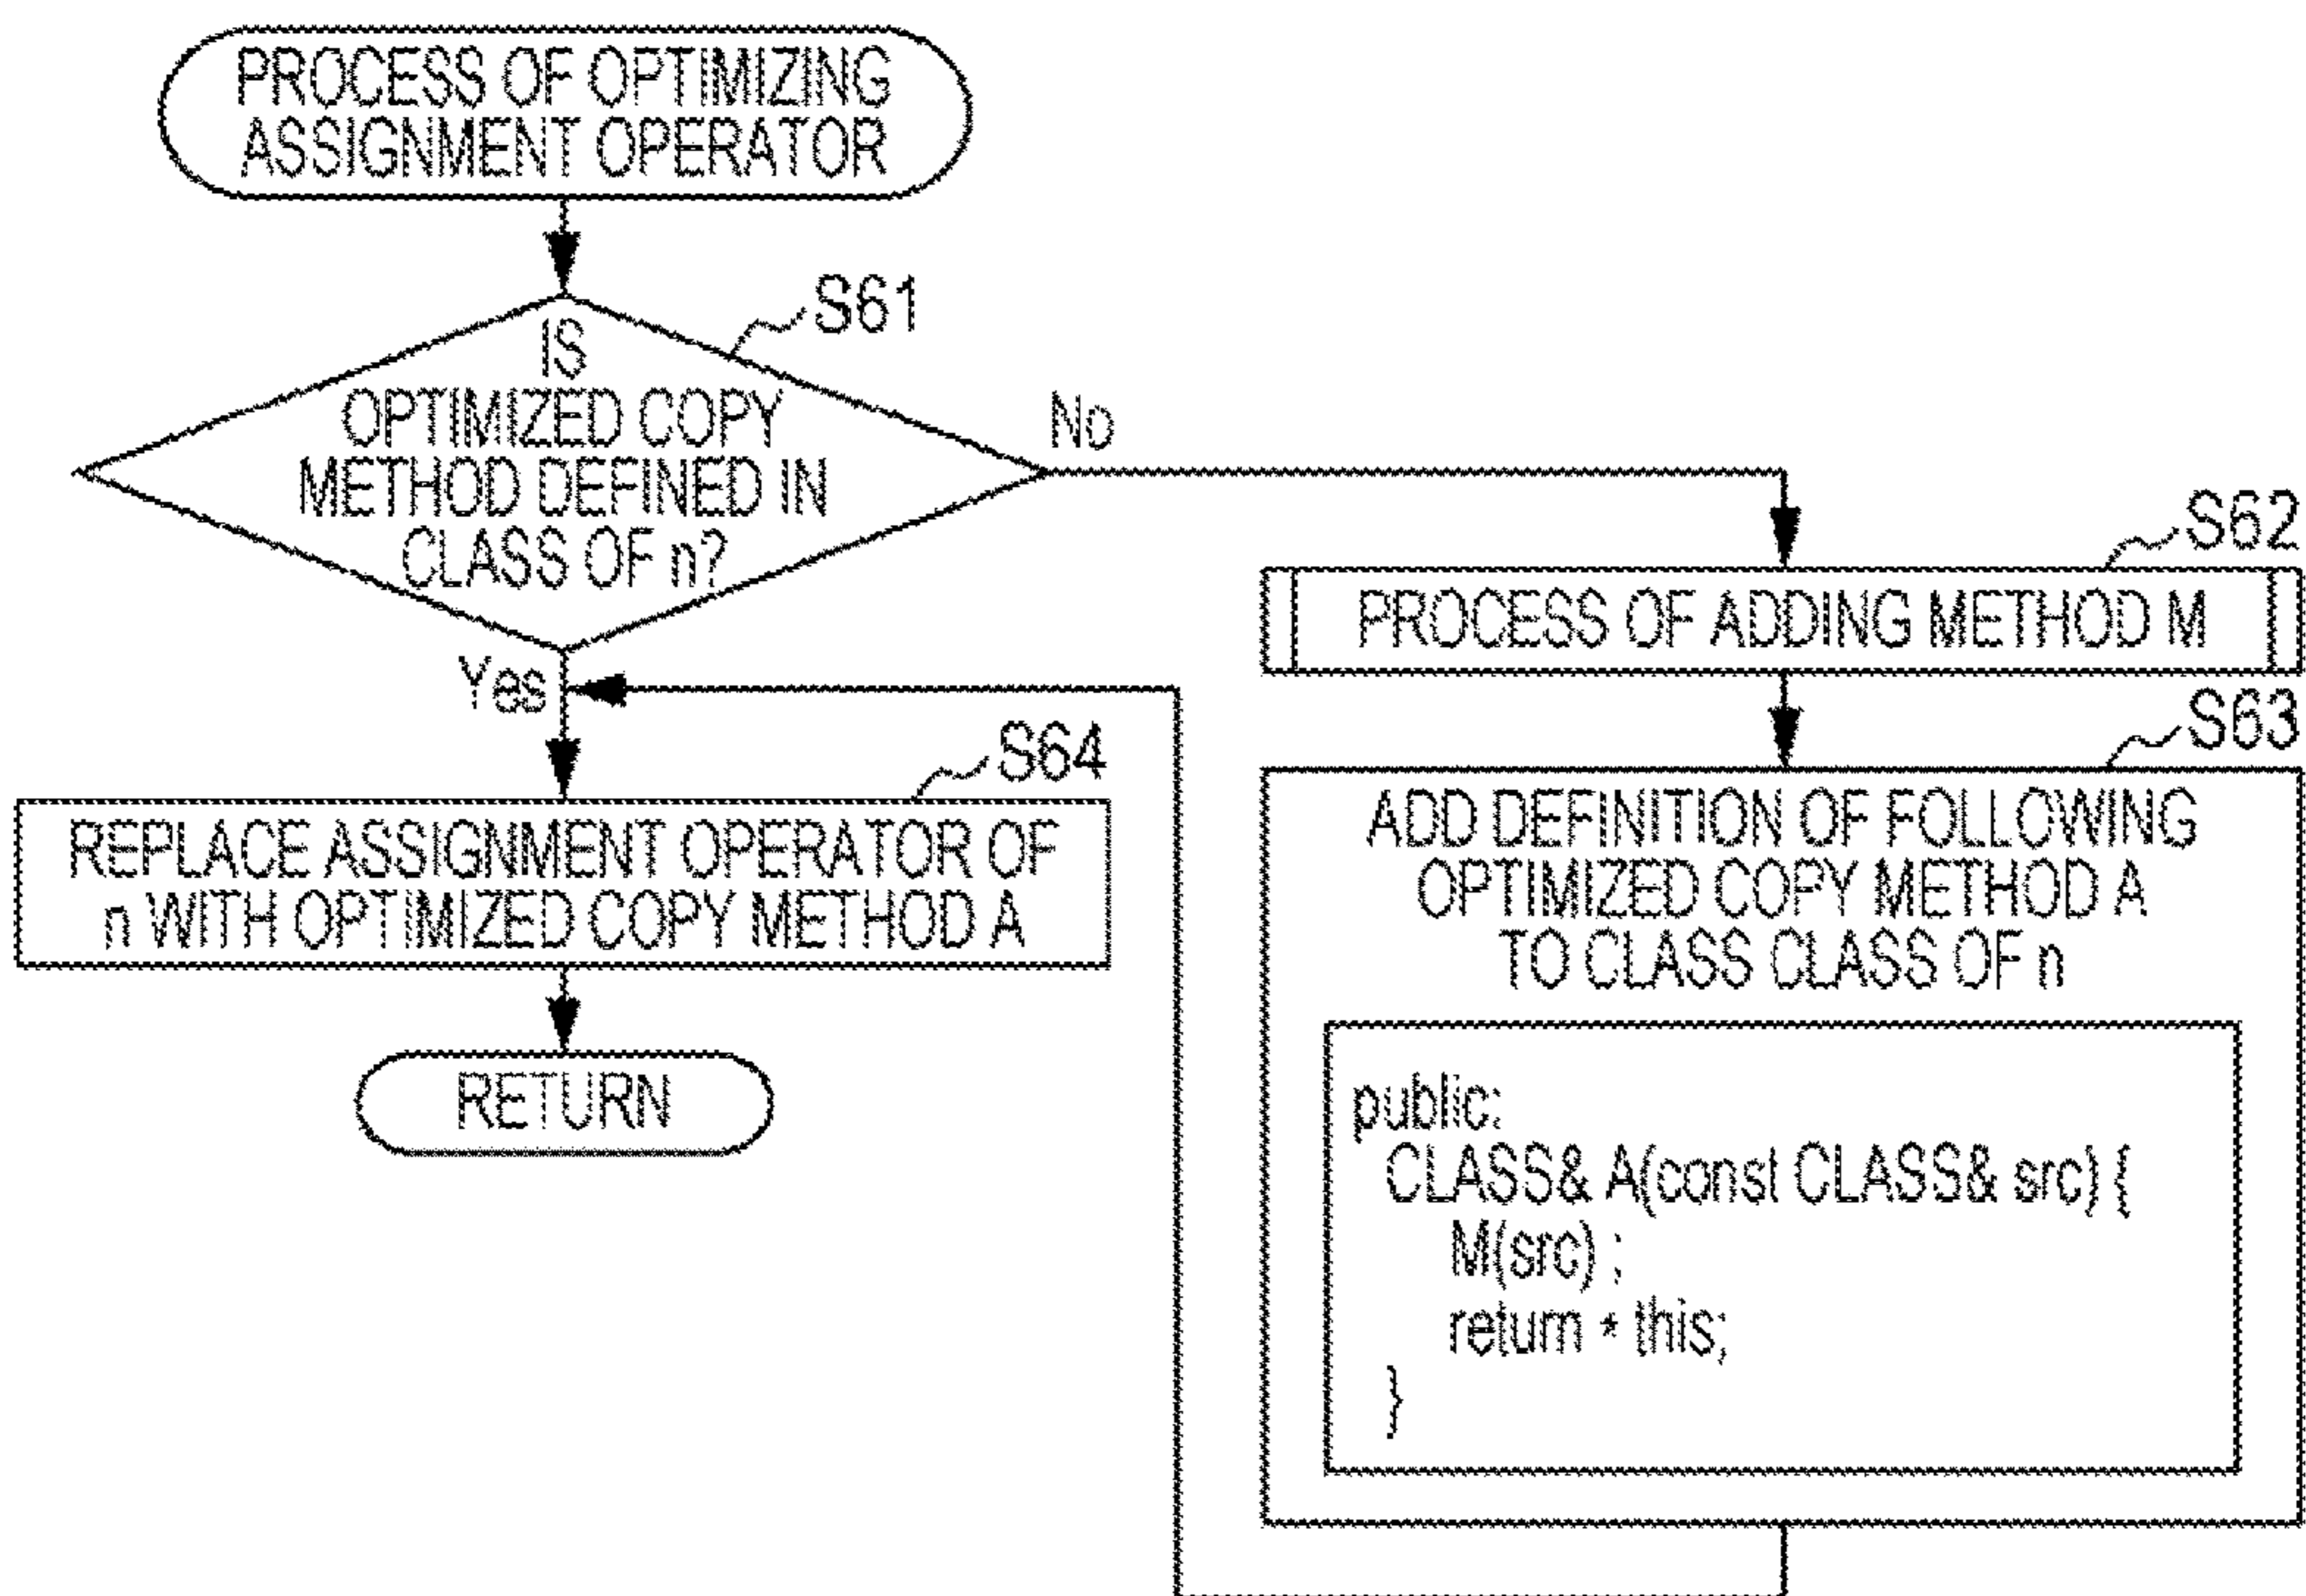 PROCESS OF OPTIMIZING
ASSIGNMENT OPERATOR
S61
IS
OPTIMIZED COPY
METHOD DEFINED IN
CLASS OF n?
No
Yes
S62
PROCESS OF ADDING METHOD M
S63
ADD DEFINITION OF FOLLOWING
OPTIMIZED COPY METHOD A
TO CLASS CLASS OF n
public:
CLASS& A(const CLASS& src) {
M(src) ;
return * this;
}
S64
REPLACE ASSIGNMENT OPERATOR OF
n WITH OPTIMIZED COPY METHOD A
RETURN